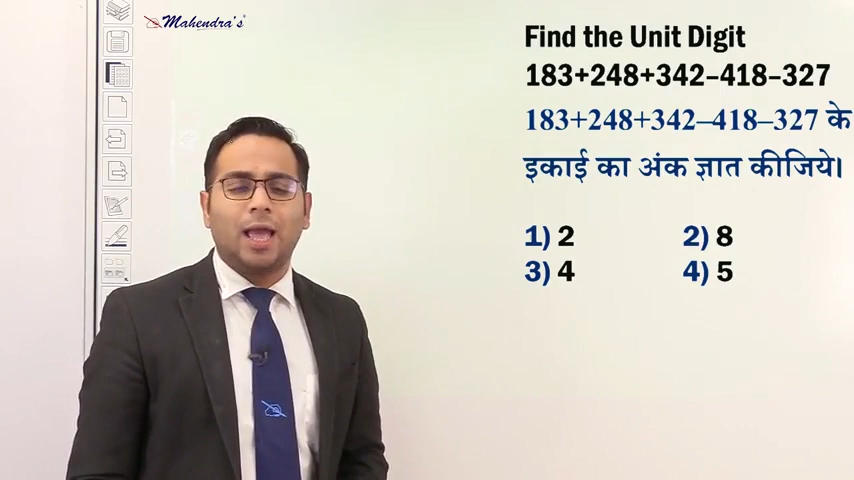 Mahendra's
Find the Unit Digit
183+248+342–418–327
183+248+342–418–327 के
इकाई का अंक ज्ञात कीजिये।
1) 2 2) 8
3) 4 4) 5